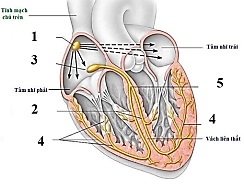 Tĩnh mạch
chủ trên
1
Tâm nhĩ trái
3
Tâm nhĩ phải
5
2
4
4
Vách liên thất